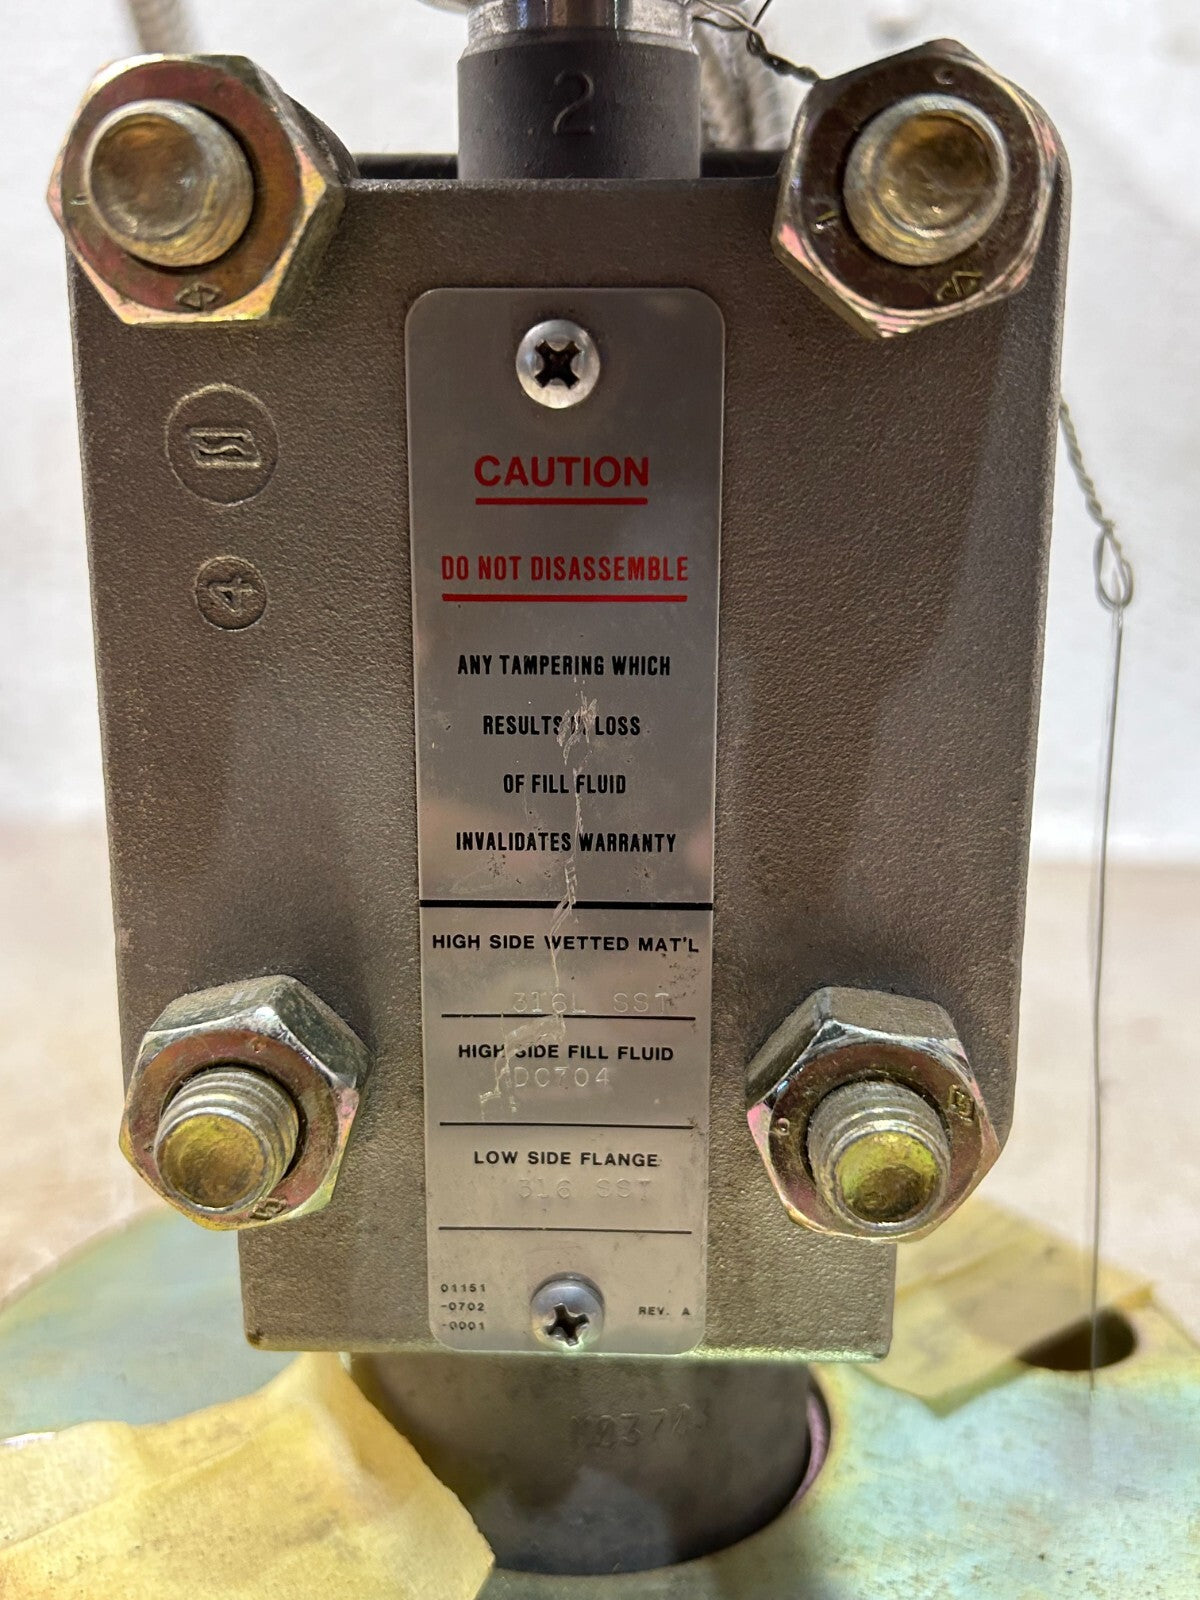 2
4
CAUTION
DO NOT DISASSEMBLE
ANY TAMPERING WHICH
RESULTS IN LOSS
OF FILL FLUID
INVALIDATES WARRANTY
HIGH SIDE WETTED MAT'L
316L SST
HIGH SIDE FILL FLUID
DC704
LOW SIDE FLANGE
316 SST
01151
-0702
-0001
REV. A